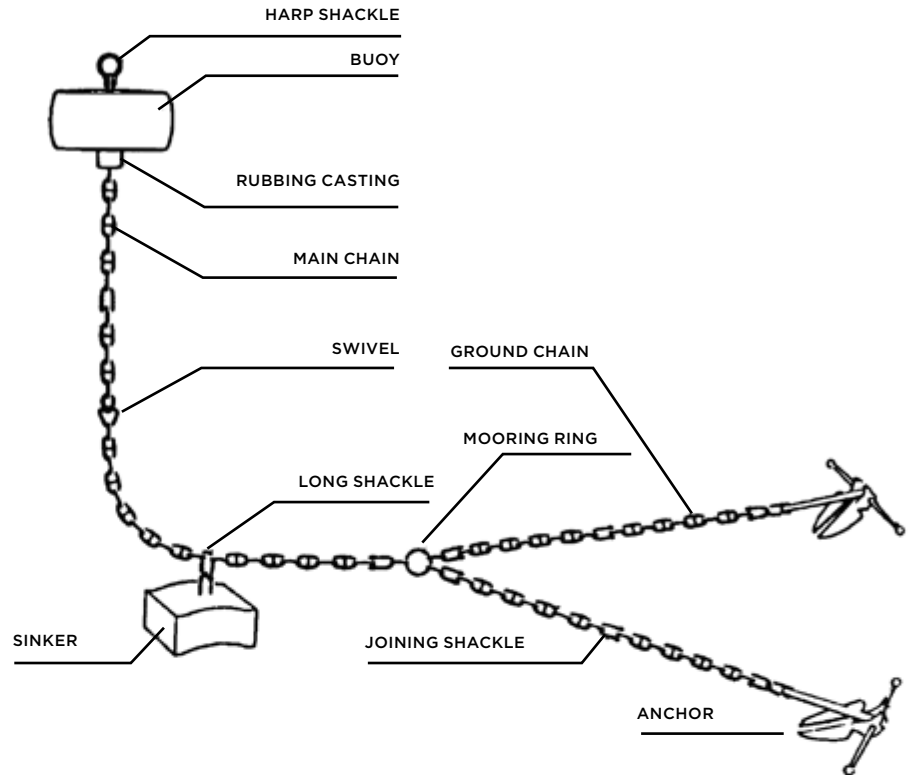 HARP SHACKLE
BUOY
RUBBING CASTING
MAIN CHAIN
SWIVEL
GROUND CHAIN
MOORING RING
LONG SHACKLE
SINKER
JOINING SHACKLE
ANCHOR